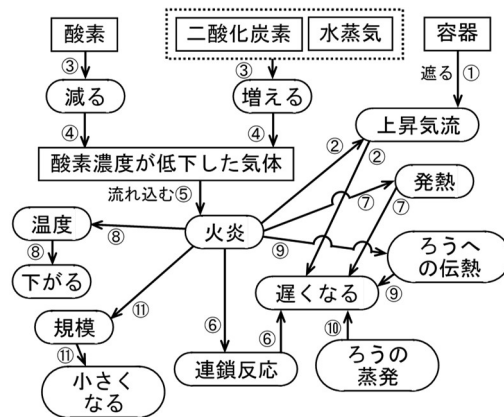 酸素
二酸化炭素
水蒸気
容器
③
③
遮る
①
減る
増える
上昇気流
④
④
②
②
酸素濃度が低下した気体
発熱
流れ込む⑤
⑦
⑦
温度
火炎
⑧
⑧
⑨
ろうへ
の伝熱
下がる
遅くなる
⑨
規模
⑪
⑥
⑥
⑩
⑪
小さく
なる
連鎖反応
ろうの
蒸発